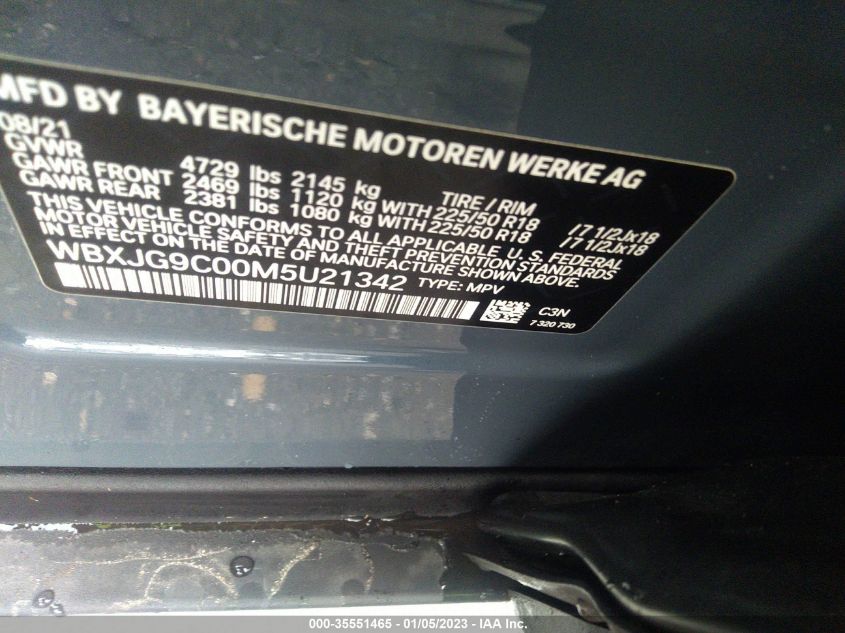 MFD BY BAYERISCHE MOTOREN WERKE AG
08/21
GVWR 4729 lbs 2145 kg TIRE / RIM
GAWR FRONT 2469 lbs 1120 kg WITH 225/50 R18 / 7 1/2Jx18
GAWR REAR 2381 lbs 1080 kg WITH 225/50 R18 / 7 1/2Jx18
THIS VEHICLE CONFORMS TO ALL APPLICABLE U. S. FEDERAL
MOTOR VEHICLE SAFETY AND THEFT PREVENTION STANDARDS
IN EFFECT ON THE DATE OF MANUFACTURE SHOWN ABOVE.
WBXJG9C00M5U21342 TYPE: MPV
C3N
7 320 730
000-35551465 - 01/05/2023 - IAA Inc.